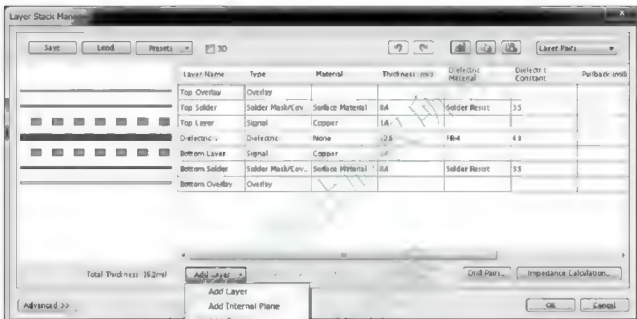 Layer Stack Manager
Save Load Presets 3D Layer Pairs
Layer Name Type Material Thickness (mil) Dielectric Material Dielectric Constant Pullback (mil)
Top Overlay Overlay
Top Solder Solder Mask/Cov... Surface Material 0.4 Solder Resist 3.5
Top Layer Signal Copper 1.4
Dielectric 1 Dielectric None 12.6 FR-4 4.8
Bottom Layer Signal Copper
Bottom Solder Solder Mask/Cov... Surface Material 0.4 Solder Resist 3.5
Bottom Overlay Overlay
Total Thickness: 16.2mil Add Layer Drill Pairs... Impedance Calculation...
Add Layer
Advanced >> Add Internal Plane OK Cancel